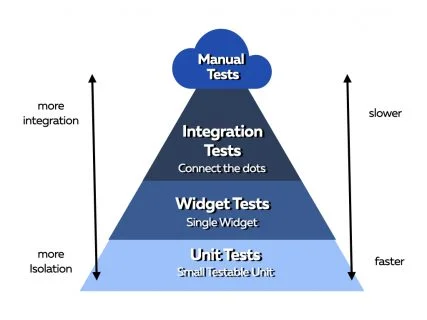 Manual
Tests
more
integration
slower
Integration
Tests
Connect the dots
Widget Tests
Single Widget
more
Isolation
Unit Tests
Small Testable Unit
faster